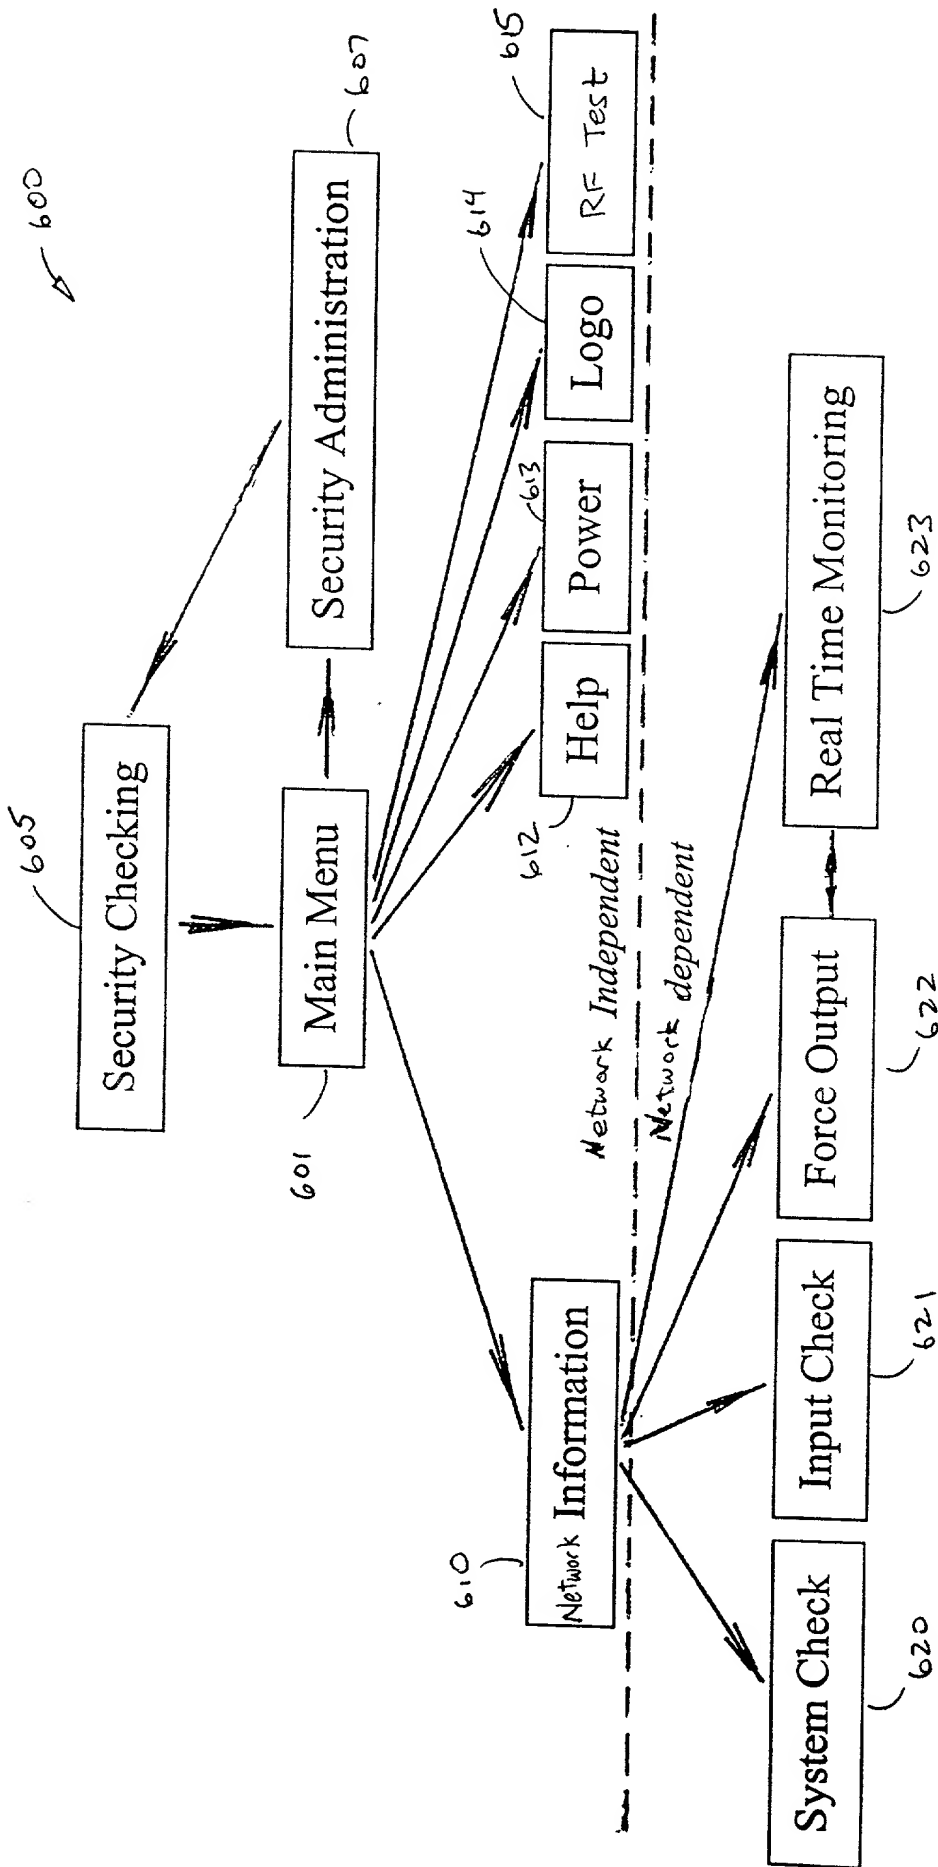 600
605
Security Checking
607
Security Administration
Main Menu
601
615
614
613
RF Test
Logo
Power
Help
612
610
Network Information
Network Independent
Network dependent
System Check
Input Check
Force Output
Real Time Monitoring
620
621
622
623